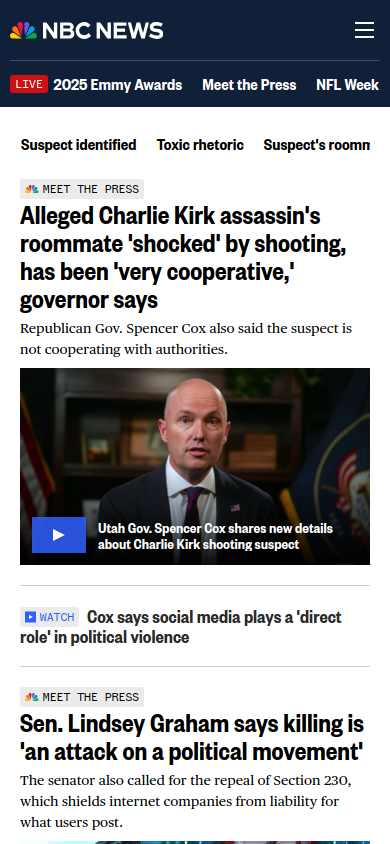 NBC NEWS
LIVE 2025 Emmy Awards Meet the Press NFL Week
Suspect identified Toxic rhetoric Suspect's roomm
MEET THE PRESS
Alleged Charlie Kirk assassin's
roommate 'shocked' by shooting,
has been 'very cooperative,'
governor says
Republican Gov. Spencer Cox also said the suspect is
not cooperating with authorities.
Utah Gov. Spencer Cox shares new details
about Charlie Kirk shooting suspect
WATCH Cox says social media plays a 'direct
role' in political violence
MEET THE PRESS
Sen. Lindsey Graham says killing is
'an attack on a political movement'
The senator also called for the repeal of Section 230,
which shields internet companies from liability for
what users post.